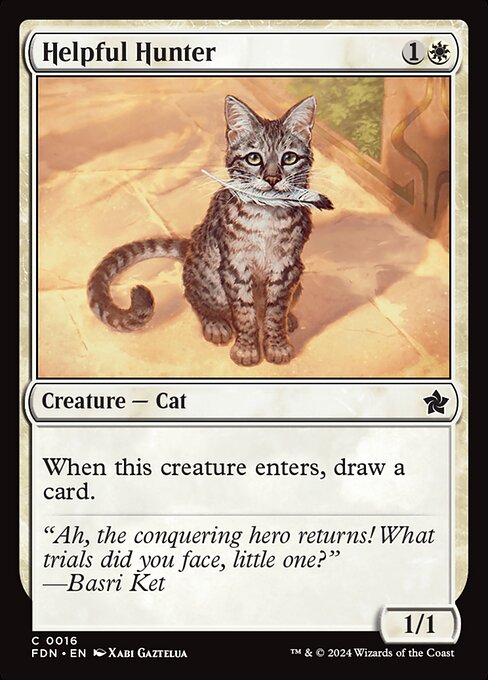 Helpful Hunter 1
Creature — Cat
When this creature enters, draw a
card.
“Ah, the conquering hero returns! What
trials did you face, little one?”
—Basri Ket
1/1
C 0016
FDN • EN Xabi Gaztelua ™ & © 2024 Wizards of the Coast